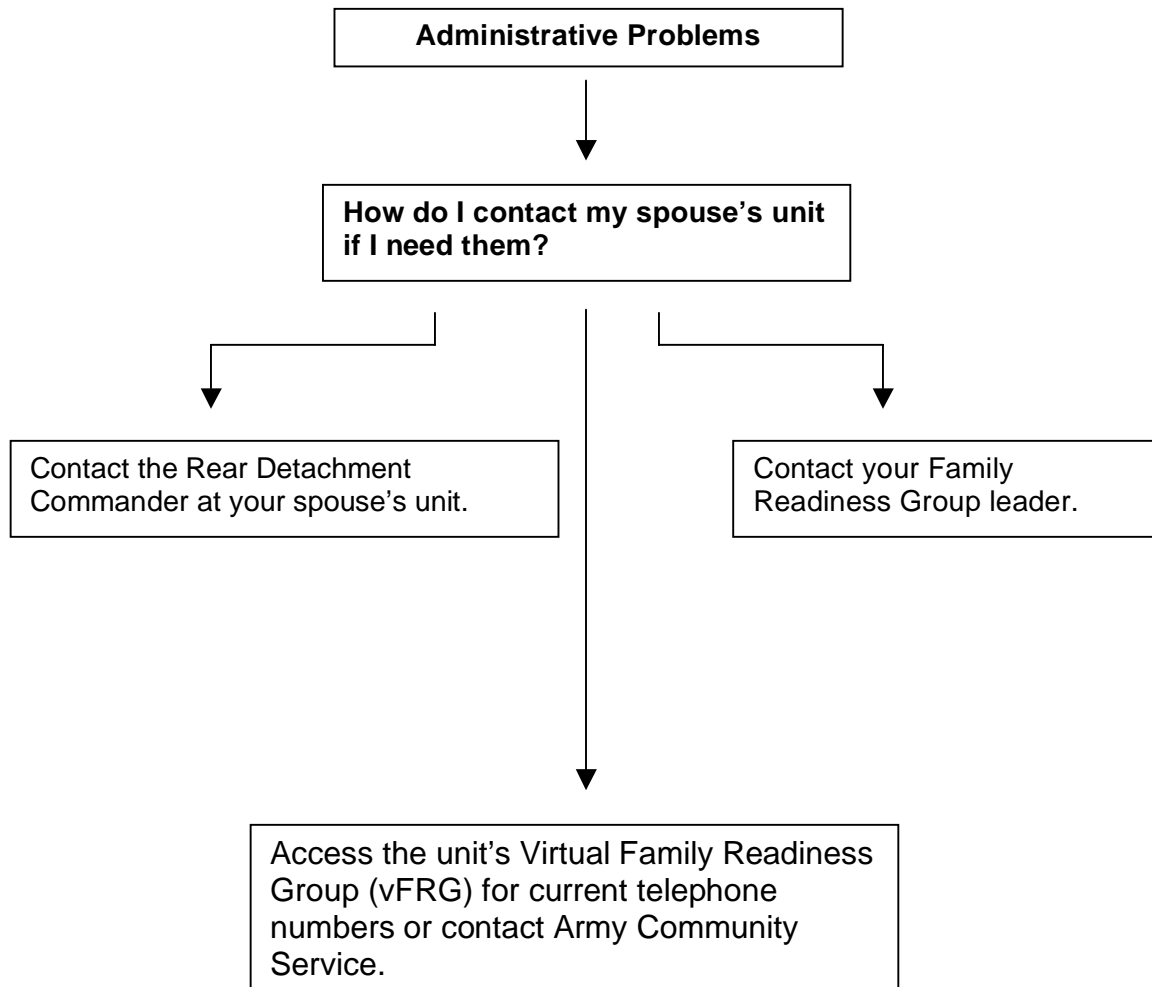 Administrative Problems
How do I contact my spouse’s unit
if I need them?
Contact the Rear Detachment
Commander at your spouse’s unit.
Contact your Family
Readiness Group leader.
Access the unit’s Virtual Family Readiness
Group (vFRG) for current telephone
numbers or contact Army Community
Service.